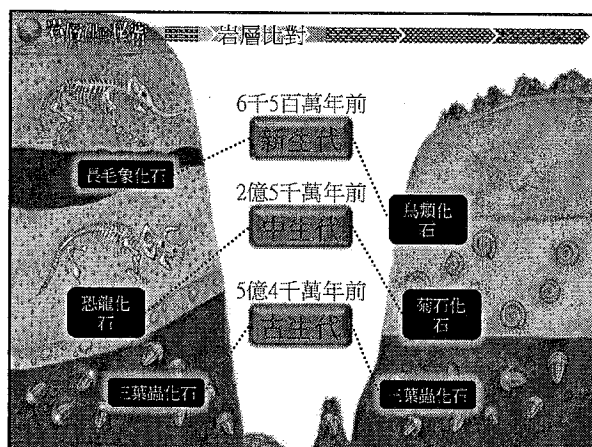 岩層比對
6千5百萬年前
新生代
長毛象化石
鳥類化
石
2億5千萬年前
中生代
恐龍化
石
菊石化
石
5億4千萬年前
古生代
三葉蟲化石
三葉蟲化石